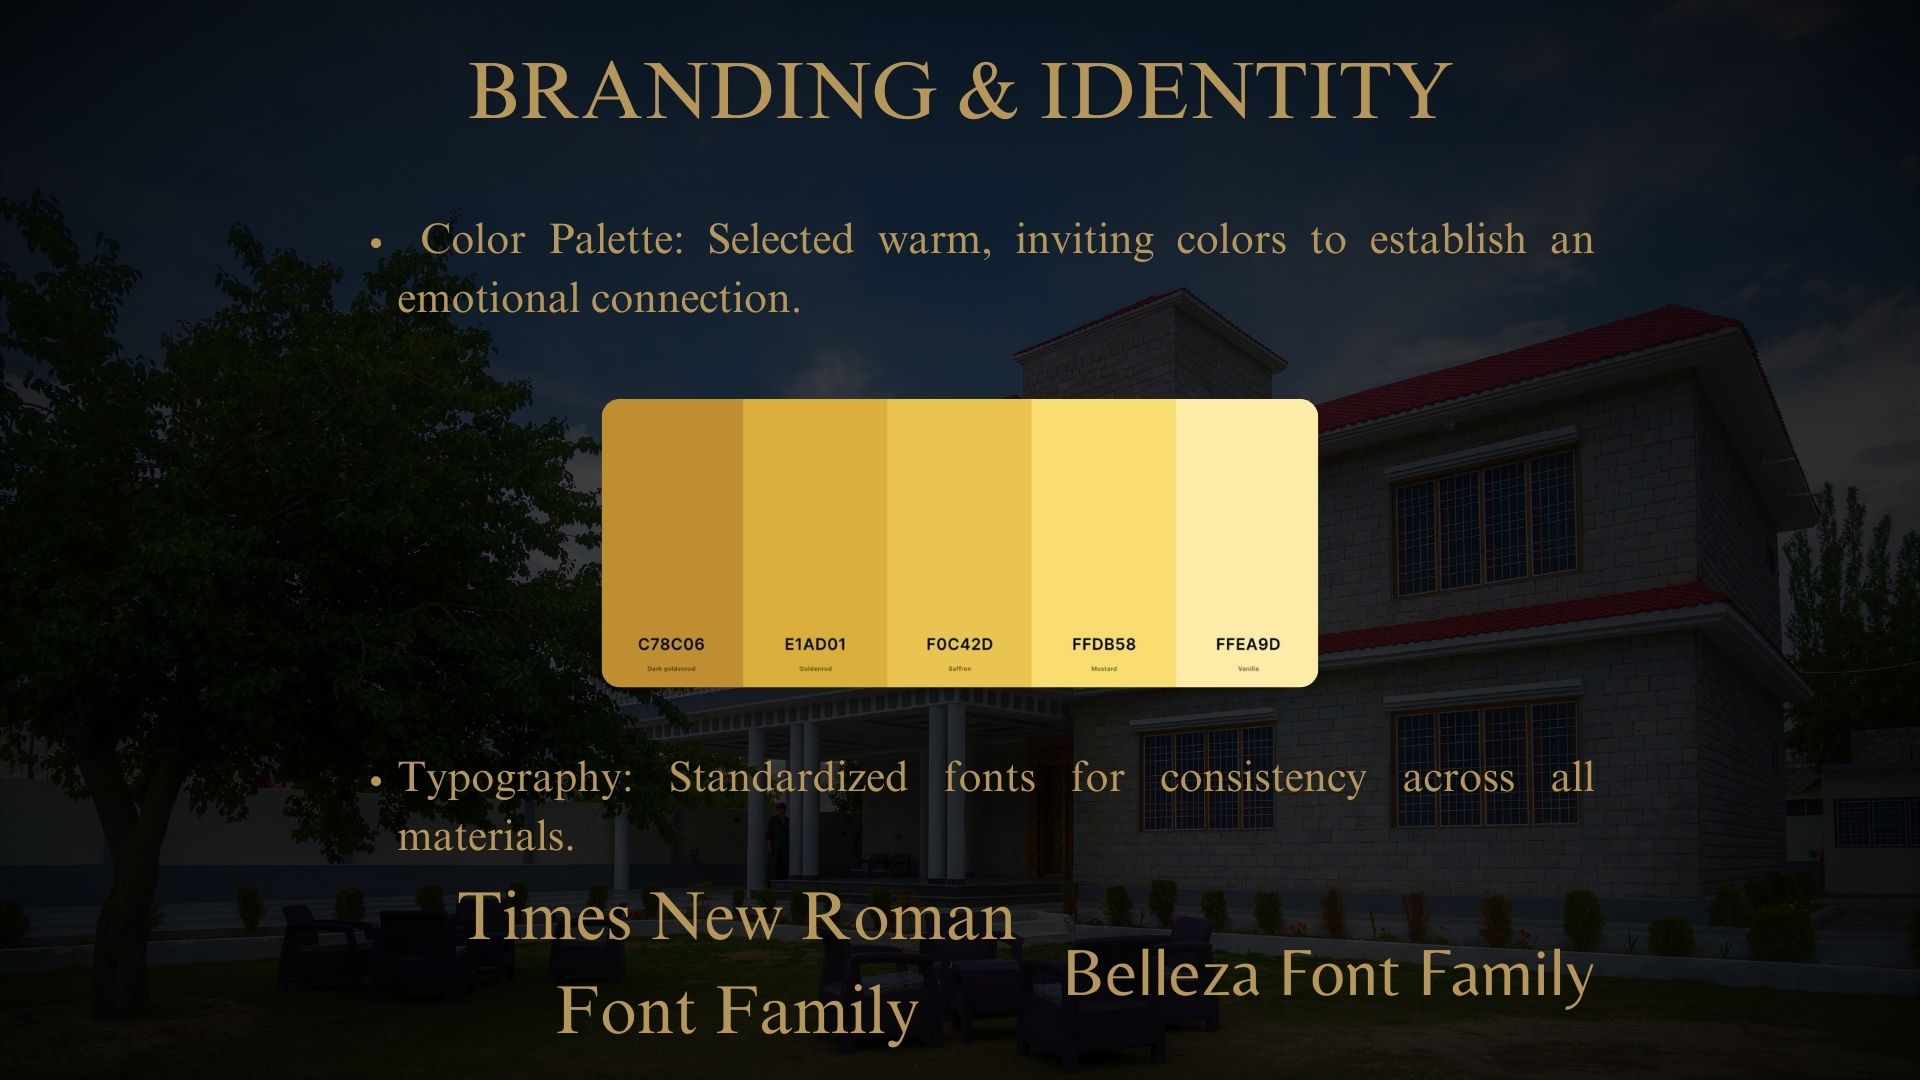 BRANDING & IDENTITY
• Color Palette: Selected warm, inviting colors to establish an
emotional connection.
C78C06 E1AD01 F0C42D FFDB58 FFEA9D
Dark goldenrod Goldenrod Saffron Mustard Vanilla
• Typography: Standardized fonts for consistency across all
materials.
Times New Roman
Font Family
Belleza Font Family